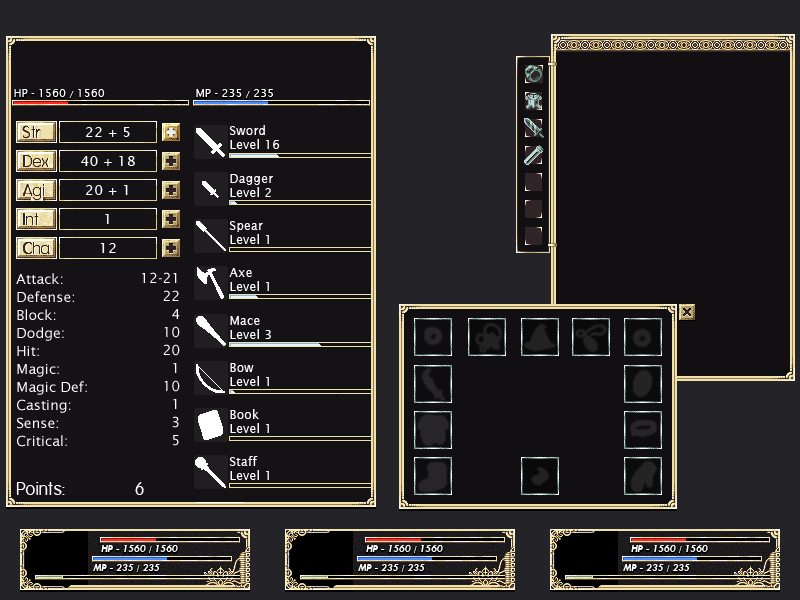 HP - 1560 / 1560 MP - 235 / 235
Str 22 + 5
Dex 40 + 18
Agi 20 + 1
Int 1
Cha 12
Attack: 12-21
Defense: 22
Block: 4
Dodge: 10
Hit: 20
Magic: 1
Magic Def: 10
Casting: 1
Sense: 3
Critical: 5
Points: 6
Sword
Level 16
Dagger
Level 2
Spear
Level 1
Axe
Level 1
Mace
Level 3
Bow
Level 1
Book
Level 1
Staff
Level 1
HP - 1560 / 1560
MP - 235 / 235
HP - 1560 / 1560
MP - 235 / 235
HP - 1560 / 1560
MP - 235 / 235